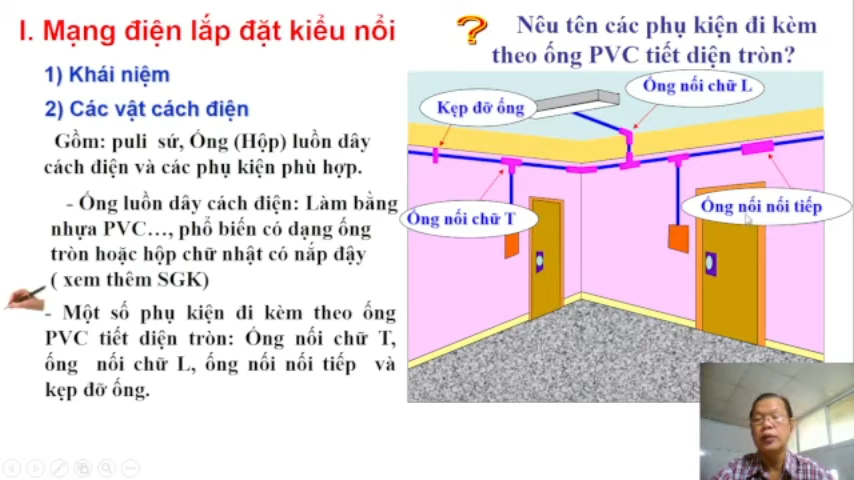 I. Mạng điện lắp đặt kiểu nổi
1) Khái niệm
2) Các vật cách điện
Gồm: puli sứ, Ống (Hộp) luồn dây
cách điện và các phụ kiện phù hợp.
- Ống luồn dây cách điện: Làm bằng
nhựa PVC…, phổ biến có dạng ống
tròn hoặc hộp chữ nhật có nắp đậy
( xem thêm SGK)
- Một số phụ kiện đi kèm theo ống
PVC tiết diện tròn: Ống nối chữ T,
ống nối chữ L, ống nối nối tiếp và
kẹp đỡ ống.
? Nêu tên các phụ kiện đi kèm
theo ống PVC tiết diện tròn?
Ống nối chữ L
Kẹp đỡ ống
Ống nối chữ T
Ống nối nối tiếp